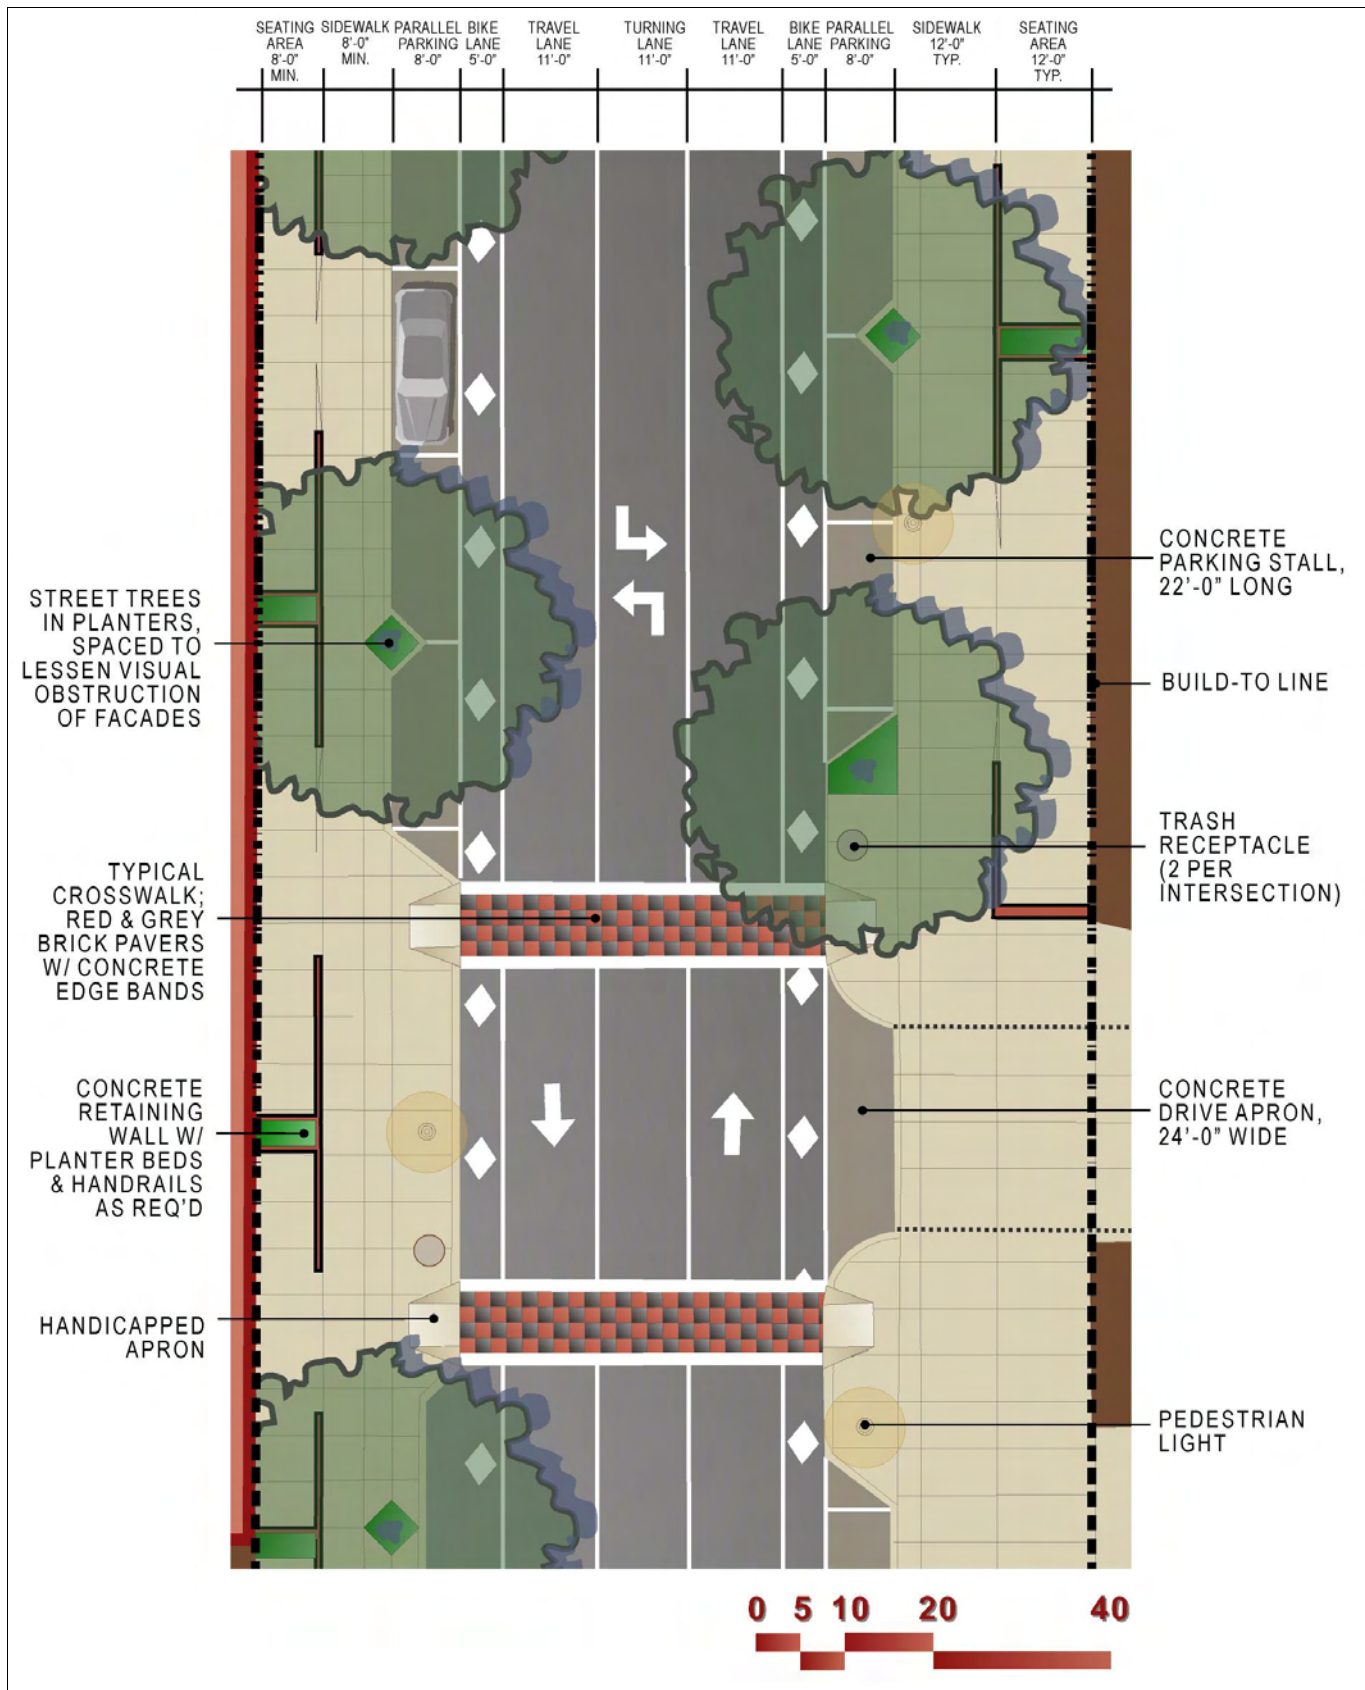 SEATING
AREA
8'-0"
MIN.
SIDEWALK
8'-0"
MIN.
PARALLEL
PARKING
8'-0"
BIKE
LANE
5'-0"
TRAVEL
LANE
11'-0"
TURNING
LANE
11'-0"
TRAVEL
LANE
11'-0"
BIKE
LANE
5'-0"
PARALLEL
PARKING
8'-0"
SIDEWALK
12'-0"
TYP.
SEATING
AREA
12'-0"
TYP.
STREET TREES
IN PLANTERS,
SPACED TO
LESSEN VISUAL
OBSTRUCTION
OF FACADES
TYPICAL
CROSSWALK;
RED & GREY
BRICK PAVERS
W/ CONCRETE
EDGE BANDS
CONCRETE
RETAINING
WALL W/
PLANTER BEDS
& HANDRAILS
AS REQ'D
HANDICAPPED
APRON
CONCRETE
PARKING STALL,
22'-0" LONG
BUILD-TO LINE
TRASH
RECEPTACLE
(2 PER
INTERSECTION)
CONCRETE
DRIVE APRON,
24'-0" WIDE
PEDESTRIAN
LIGHT
0 5 10 20 40